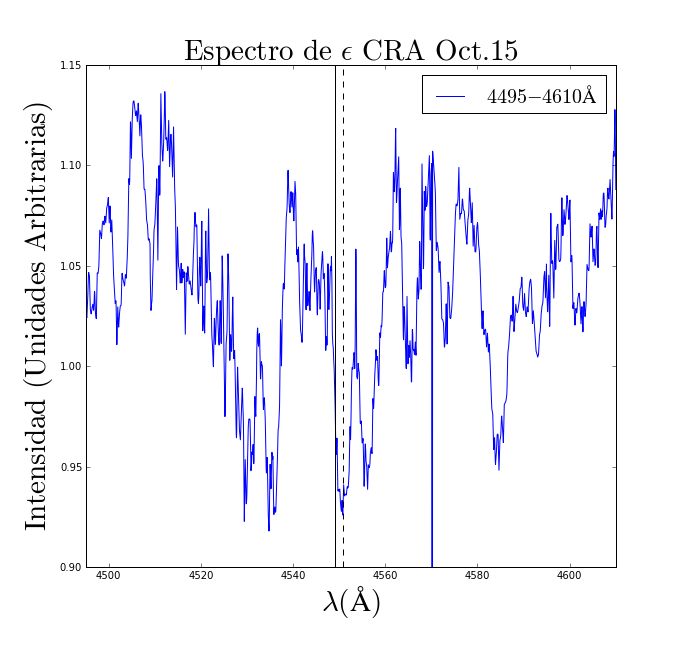 Espectro de ϵ CRA Oct.15
4495−4610Å
Intensidad (Unidades Arbitrarias)
1.15
1.10
1.05
1.00
0.95
0.90
4500 4520 4540 4560 4580 4600
λ(Å)